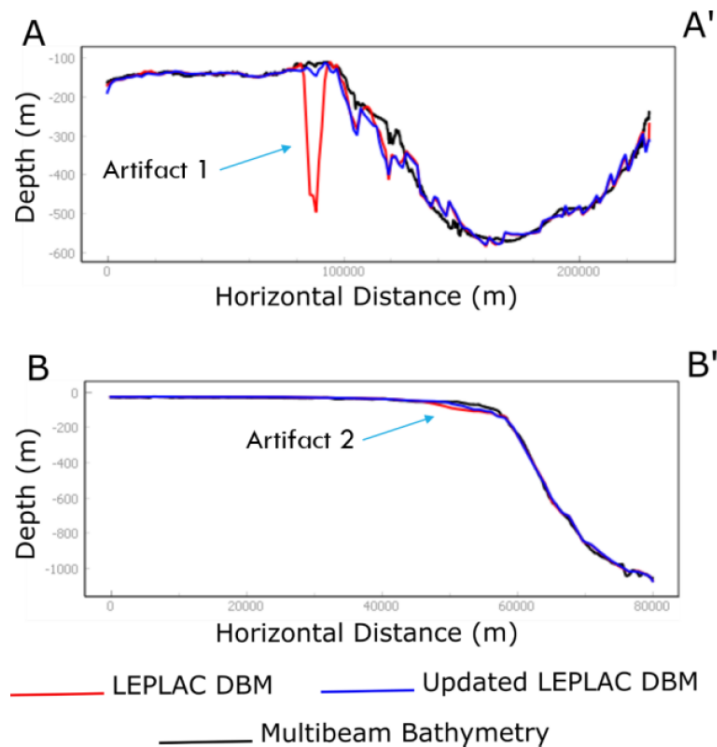 A A'
-100
-200
-300
-400
-500
-600
Depth (m)
Artifact 1
0 100000 200000
Horizontal Distance (m)
B B'
0
-200
-400
-600
-800
-1000
Depth (m)
Artifact 2
0 20000 40000 60000 80000
Horizontal Distance (m)
LEPLAC DBM Updated LEPLAC DBM
Multibeam Bathymetry